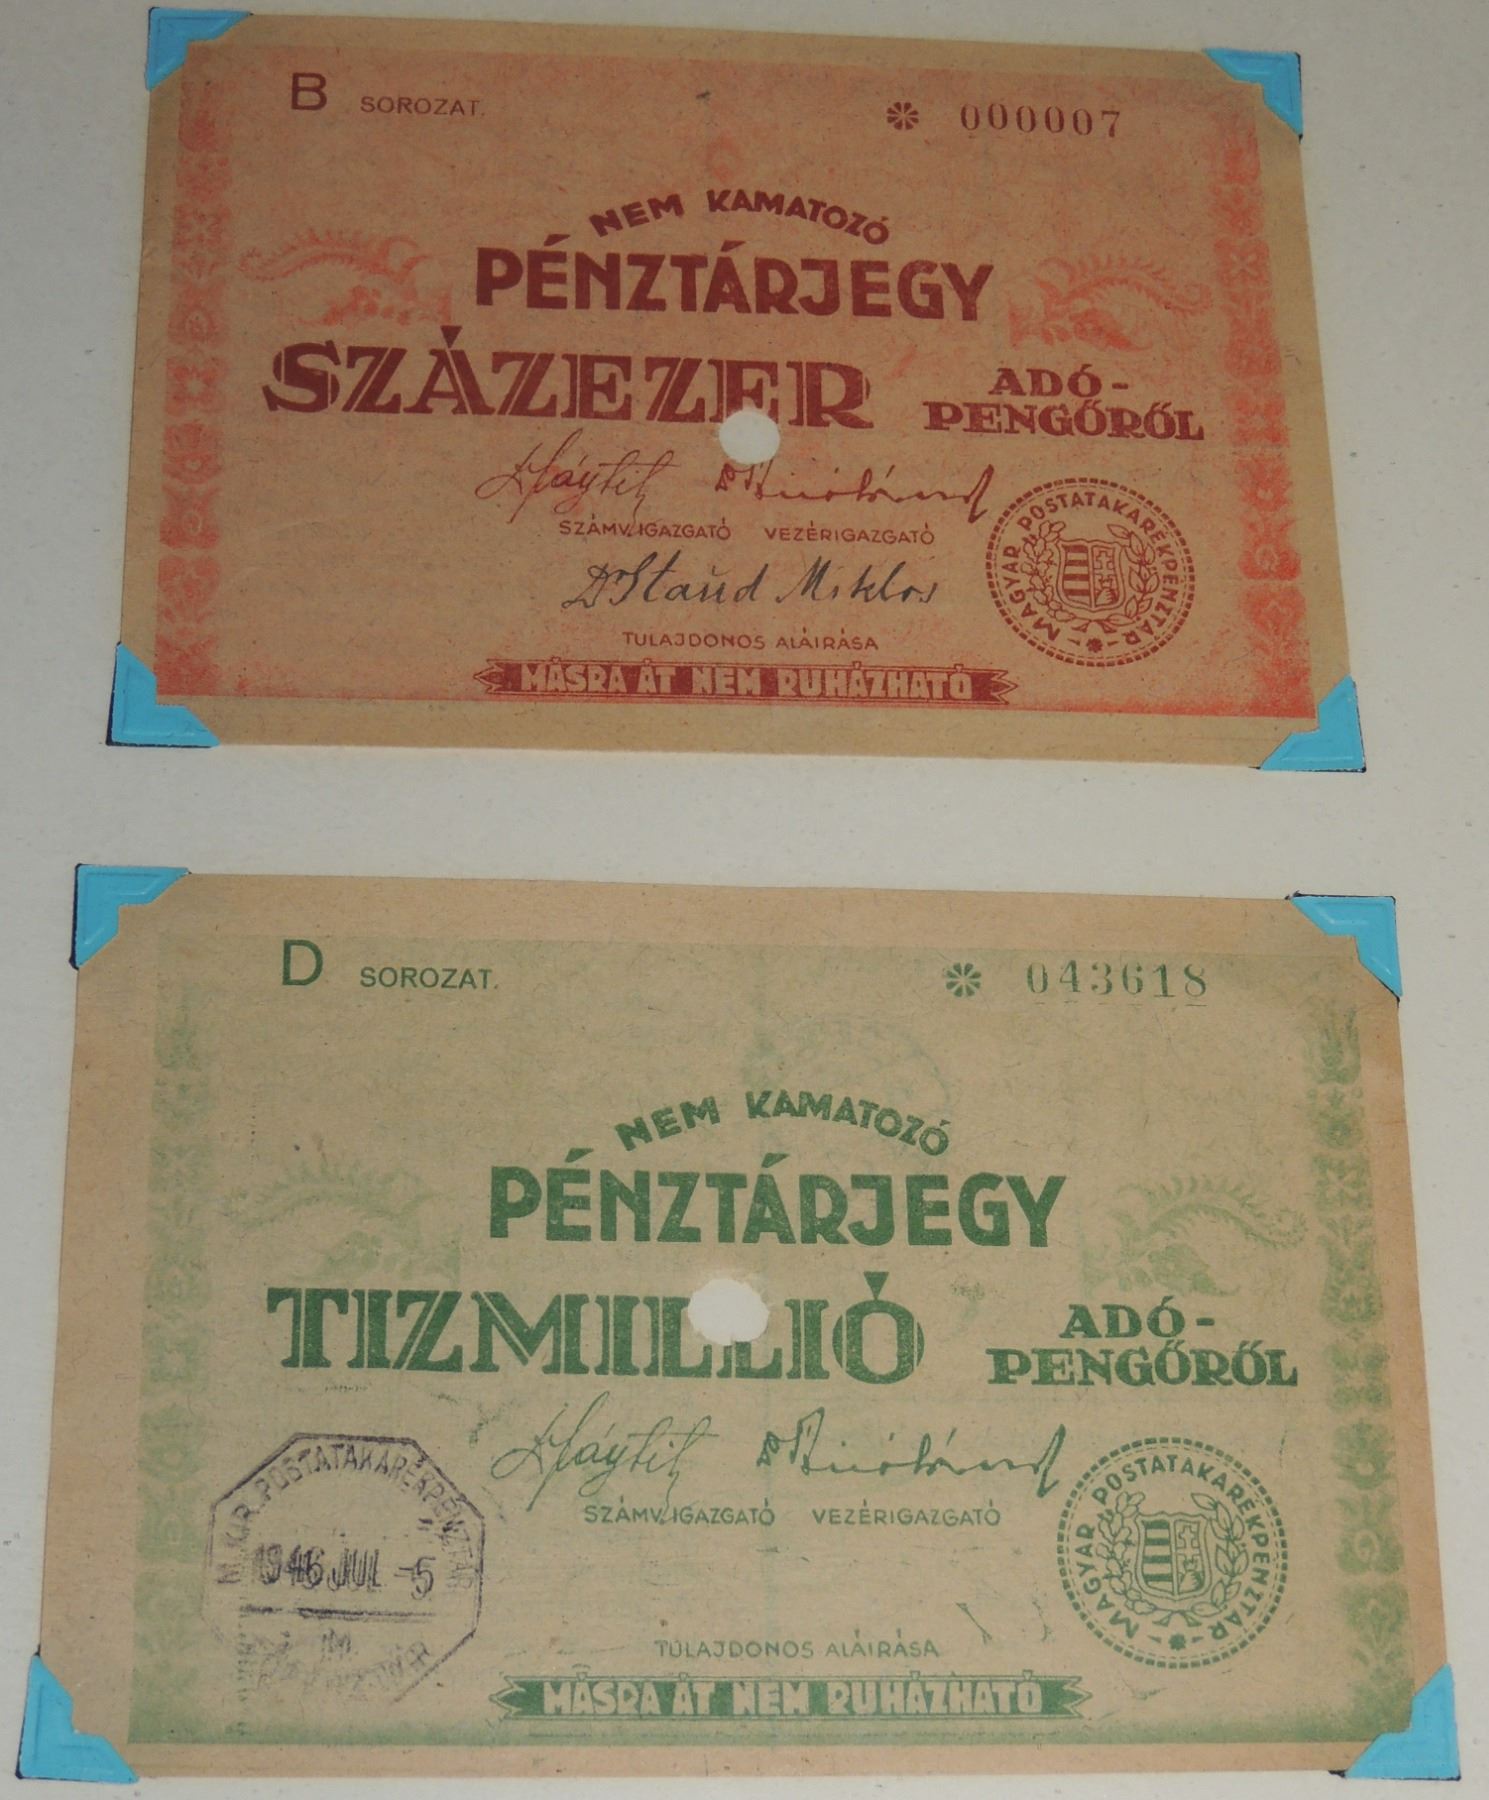 B SOROZAT. * 000007
NEM KAMATOZÓ
PÉNZTÁRJEGY
SZÁZEZER ADÓ-
PENGŐRŐL
SZÁMV. IGAZGATÓ VEZÉRIGAZGATÓ
Dr Staud Miklós
TULAJDONOS ALÁIRÁSA
MÁSRA ÁT NEM RUHÁZHATÓ
MAGYAR POSTATAKARÉKPÉNZTÁR
D SOROZAT. * 043618
NEM KAMATOZÓ
PÉNZTÁRJEGY
TIZMILLIÓ ADÓ-
PENGŐRŐL
SZÁMV. IGAZGATÓ VEZÉRIGAZGATÓ
M. KIR. POSTATAKARÉKPÉNZTÁR
1946 JUL -5
TULAJDONOS ALÁIRÁSA
MÁSRA ÁT NEM RUHÁZHATÓ
MAGYAR POSTATAKARÉKPÉNZTÁR